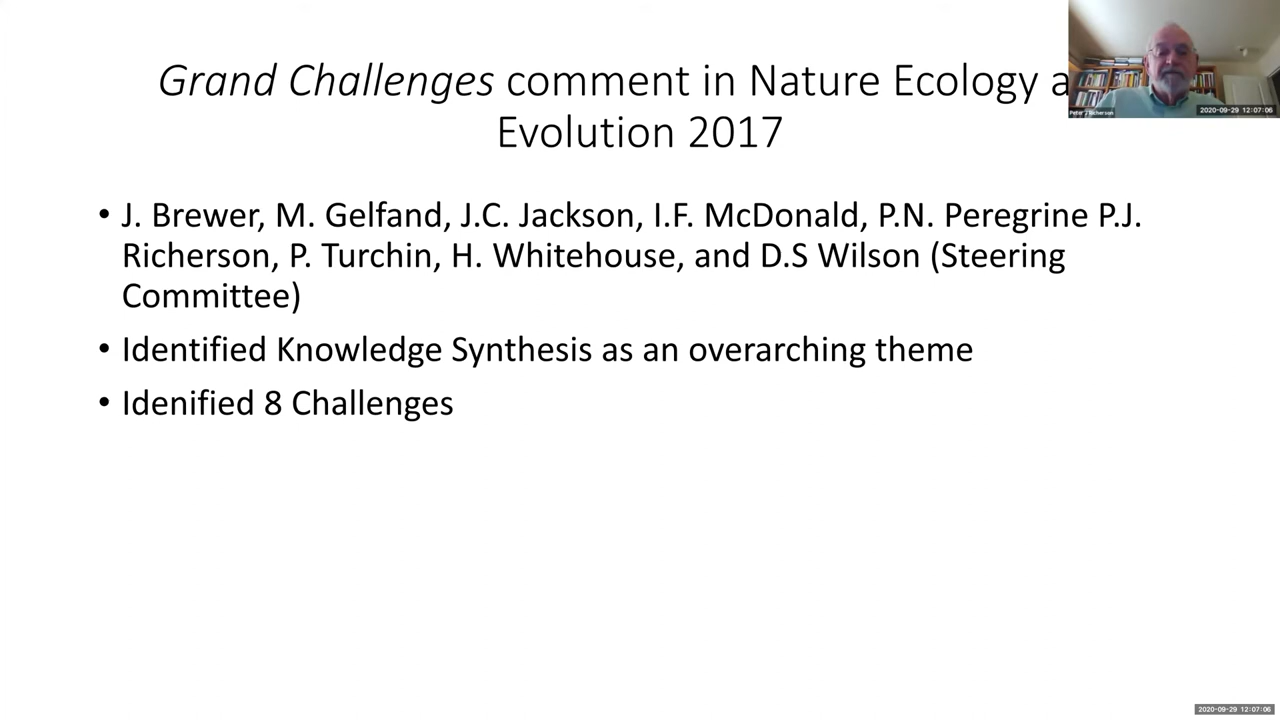 Grand Challenges comment in Nature Ecology a
Evolution 2017
• J. Brewer, M. Gelfand, J.C. Jackson, I.F. McDonald, P.N. Peregrine P.J.
Richerson, P. Turchin, H. Whitehouse, and D.S Wilson (Steering
Committee)
• Identified Knowledge Synthesis as an overarching theme
• Idenified 8 Challenges
Peter J Richerson
2020-09-29 12:07:06
2020-09-29 12:07:06